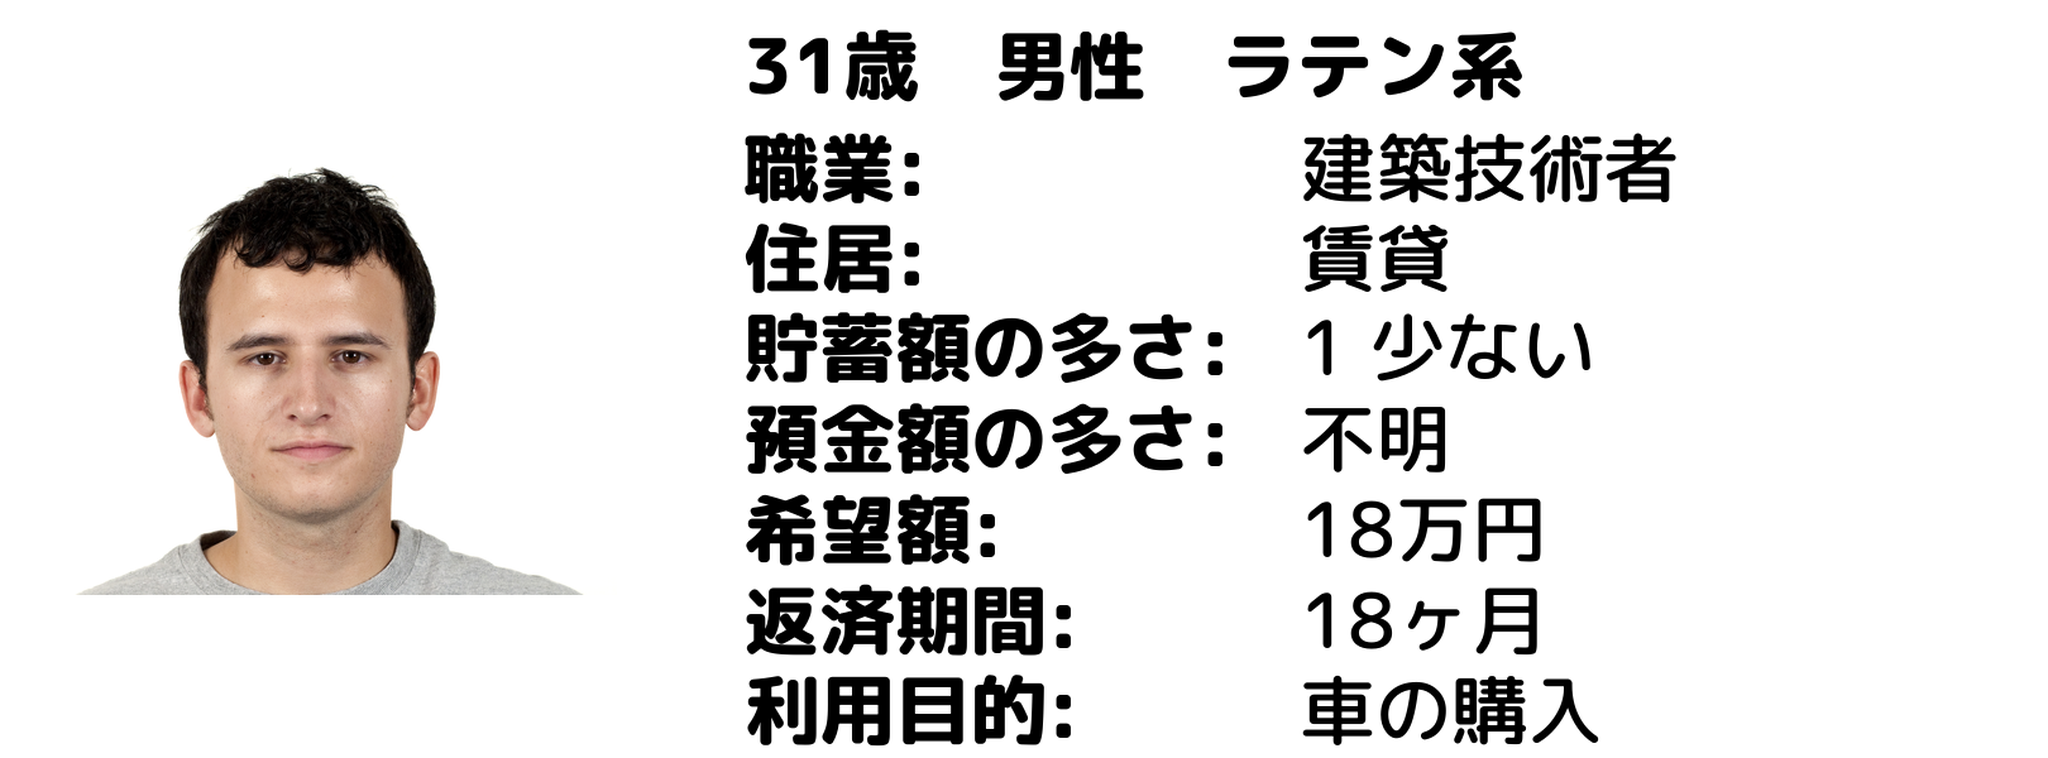 31歳　男性　ラテン系
職業: 建築技術者
住居: 賃貸
貯蓄額の多さ: 1 少ない
預金額の多さ: 不明
希望額: 18万円
返済期間: 18ヶ月
利用目的: 車の購入